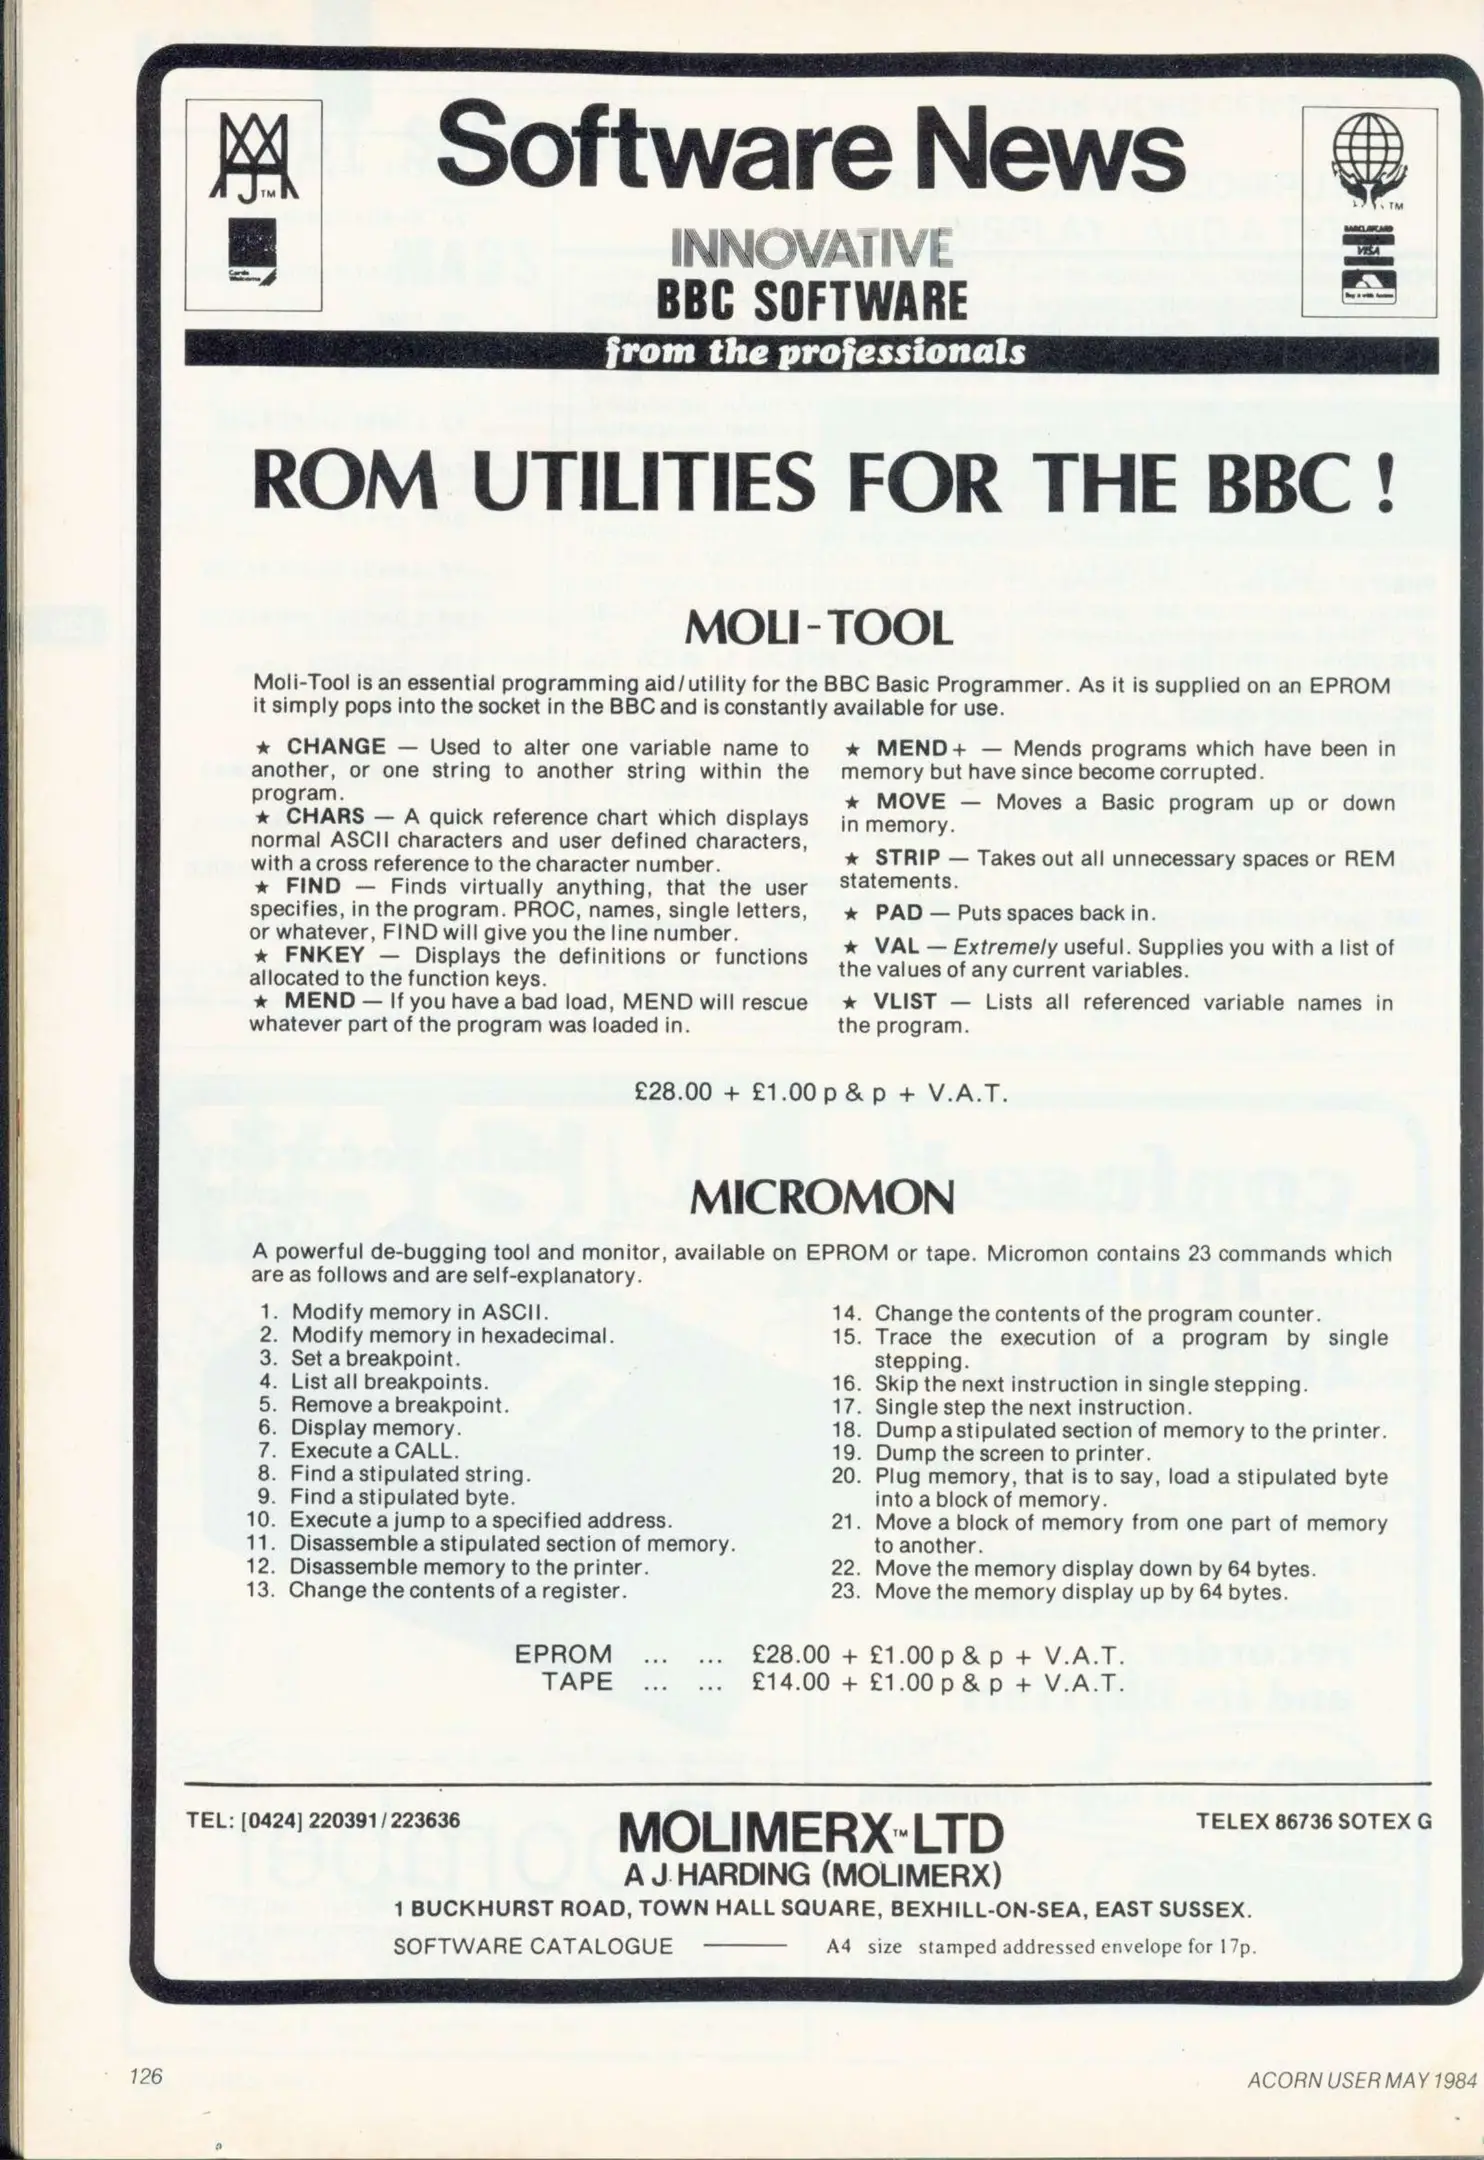 Software News
TM
Cards
Welcome
TM
BARCLAYCARD
VISA
INNOVATIVE
BBC SOFTWARE
from the professionals
ROM UTILITIES FOR THE BBC !
MOLI-TOOL
Moli-Tool is an essential programming aid/utility for the BBC Basic Programmer. As it is supplied on an EPROM
it simply pops into the socket in the BBC and is constantly available for use.
★ CHANGE — Used to alter one variable name to
another, or one string to another string within the
program.
★ CHARS — A quick reference chart which displays
normal ASCII characters and user defined characters,
with a cross reference to the character number.
★ FIND — Finds virtually anything, that the user
specifies, in the program. PROC, names, single letters,
or whatever, FIND will give you the line number.
★ FNKEY — Displays the definitions or functions
allocated to the function keys.
★ MEND — If you have a bad load, MEND will rescue
whatever part of the program was loaded in.
★ MEND+ — Mends programs which have been in
memory but have since become corrupted.
★ MOVE — Moves a Basic program up or down
in memory.
★ STRIP — Takes out all unnecessary spaces or REM
statements.
★ PAD — Puts spaces back in.
★ VAL — Extremely useful. Supplies you with a list of
the values of any current variables.
★ VLIST — Lists all referenced variable names in
the program.
£28.00 + £1.00 p & p + V.A.T.
MICROMON
A powerful de-bugging tool and monitor, available on EPROM or tape. Micromon contains 23 commands which
are as follows and are self-explanatory.
1. Modify memory in ASCII.
2. Modify memory in hexadecimal.
3. Set a breakpoint.
4. List all breakpoints.
5. Remove a breakpoint.
6. Display memory.
7. Execute a CALL.
8. Find a stipulated string.
9. Find a stipulated byte.
10. Execute a jump to a specified address.
11. Disassemble a stipulated section of memory.
12. Disassemble memory to the printer.
13. Change the contents of a register.
14. Change the contents of the program counter.
15. Trace the execution of a program by single
stepping.
16. Skip the next instruction in single stepping.
17. Single step the next instruction.
18. Dump a stipulated section of memory to the printer.
19. Dump the screen to printer.
20. Plug memory, that is to say, load a stipulated byte
into a block of memory.
21. Move a block of memory from one part of memory
to another.
22. Move the memory display down by 64 bytes.
23. Move the memory display up by 64 bytes.
EPROM ... ... £28.00 + £1.00 p & p + V.A.T.
TAPE ... ... £14.00 + £1.00 p & p + V.A.T.
TEL: [0424] 220391/223636
MOLIMERX™ LTD
TELEX 86736 SOTEX G
A J HARDING (MOLIMERX)
1 BUCKHURST ROAD, TOWN HALL SQUARE, BEXHILL-ON-SEA, EAST SUSSEX.
SOFTWARE CATALOGUE —— A4 size stamped addressed envelope for 17p.
126
ACORN USER MAY 1984